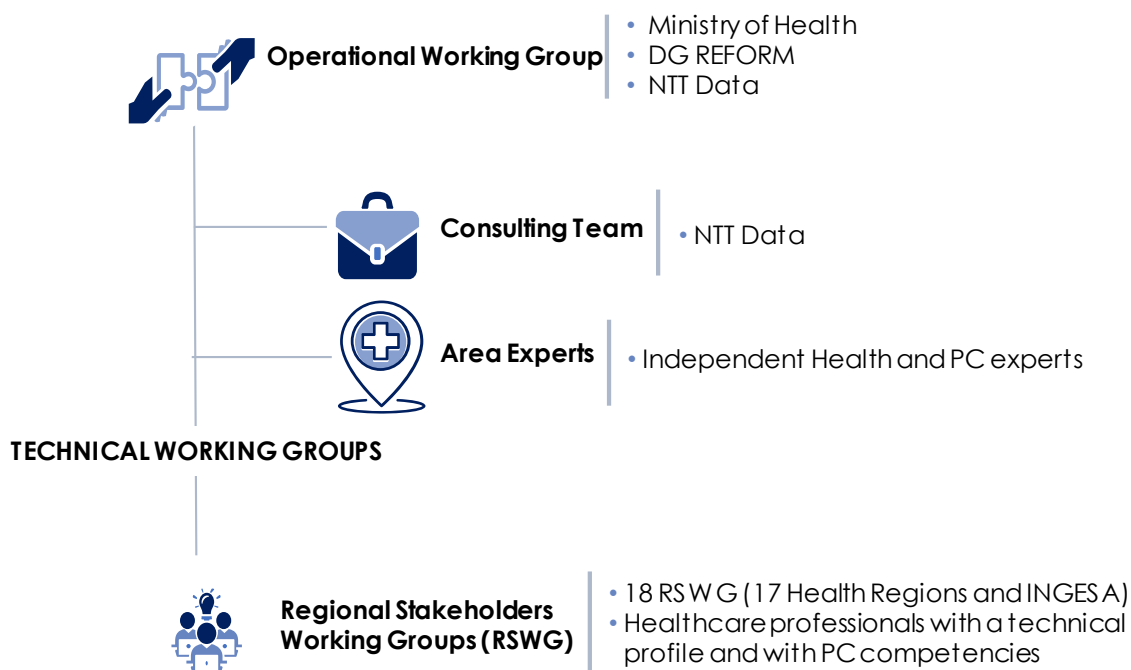 Operational Working Group
• Ministry of Health
• DG REFORM
• NTT Data
Consulting Team
• NTT Data
Area Experts
• Independent Health and PC experts
TECHNICAL WORKING GROUPS
Regional Stakeholders
Working Groups (RSWG)
• 18 RSWG (17 Health Regions and INGESA)
• Healthcare professionals with a technical
profile and with PC competencies